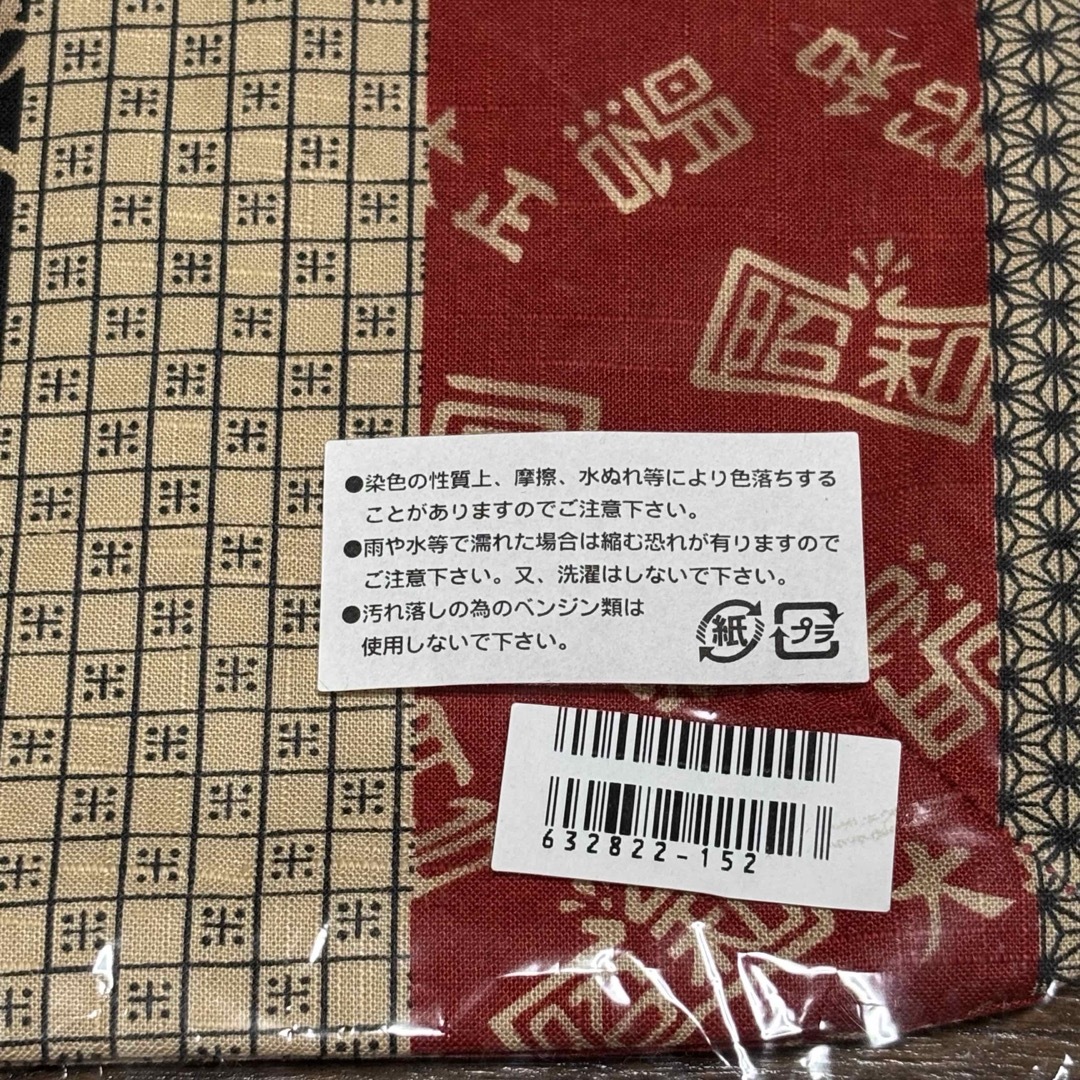 昭和
●染色の性質上、摩擦、水ぬれ等により色落ちする
ことがありますのでご注意下さい。
●雨や水等で濡れた場合は縮む恐れが有りますので
ご注意下さい。又、洗濯はしないで下さい。
●汚れ落しの為のベンジン類は
使用しないで下さい。
紙
プラ
632822-152
大